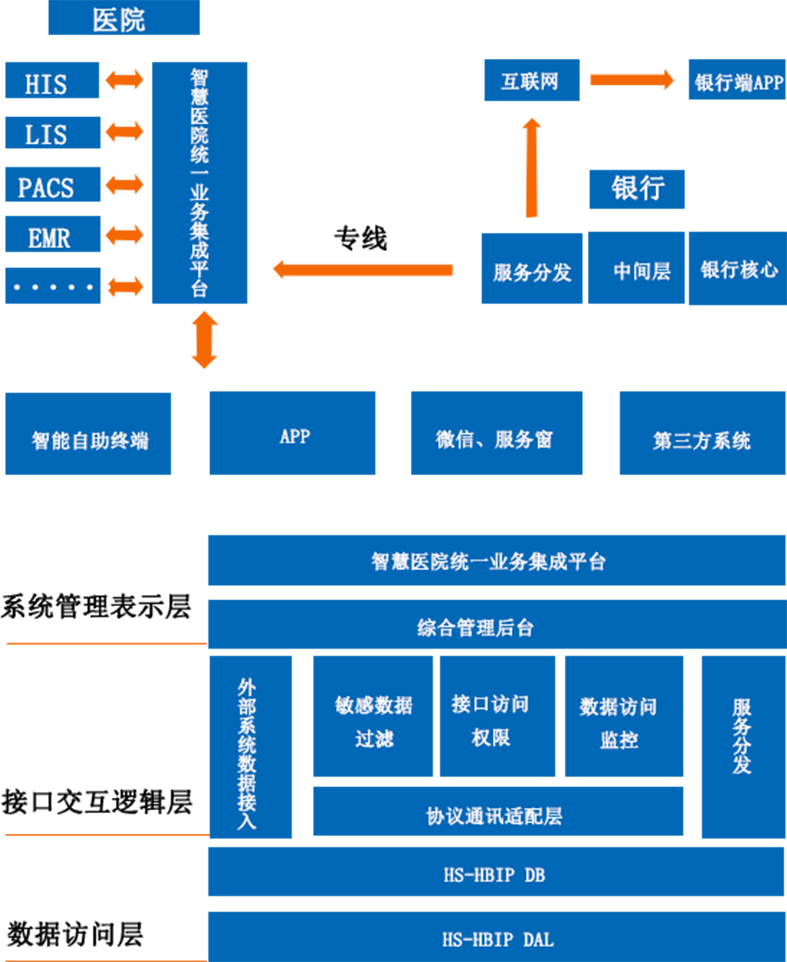 医院
HIS
LIS
PACS
EMR
·····
智慧医院统一业务集成平台
互联网
银行端APP
银行
专线
服务分发
中间层
银行核心
智能自助终端
APP
微信、服务窗
第三方系统
智慧医院统一业务集成平台
系统管理表示层
综合管理后台
外部系统数据接入
敏感数据
过滤
接口访问
权限
数据访问
监控
服务分发
接口交互逻辑层
协议通讯适配层
HS-HBIP DB
数据访问层
HS-HBIP DAL